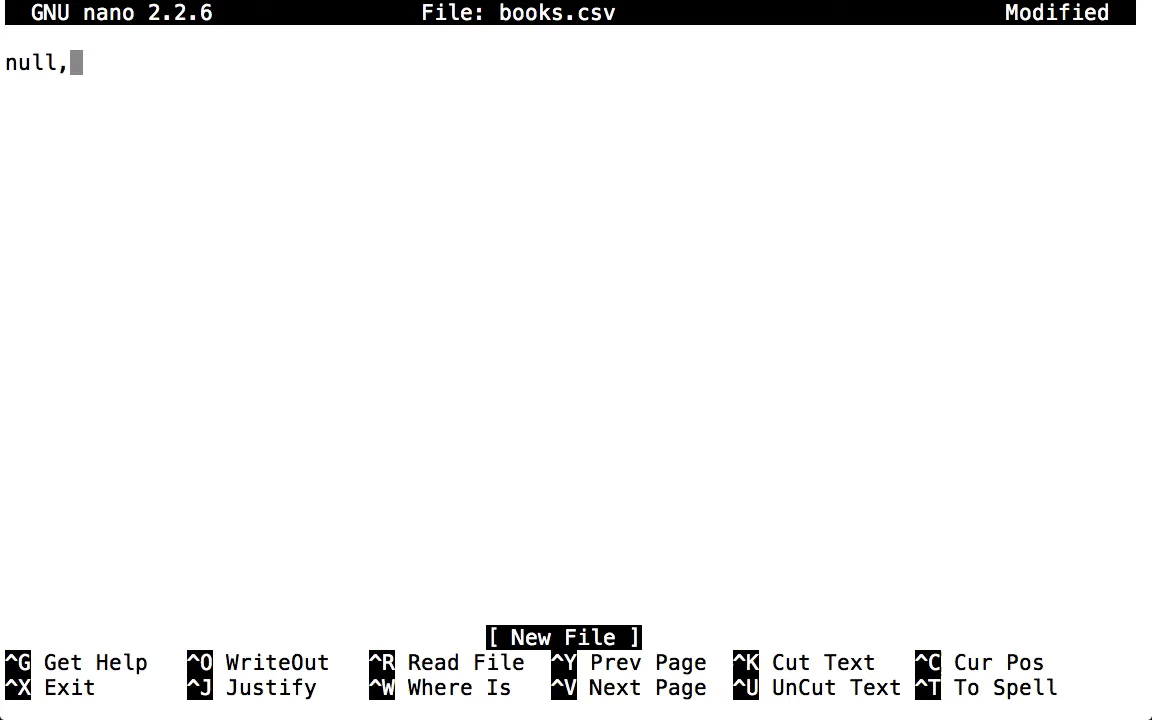 GNU nano 2.2.6 File: books.csv Modified
null,
[ New File ]
^G Get Help ^O WriteOut ^R Read File ^Y Prev Page ^K Cut Text ^C Cur Pos
^X Exit ^J Justify ^W Where Is ^V Next Page ^U UnCut Text ^T To Spell